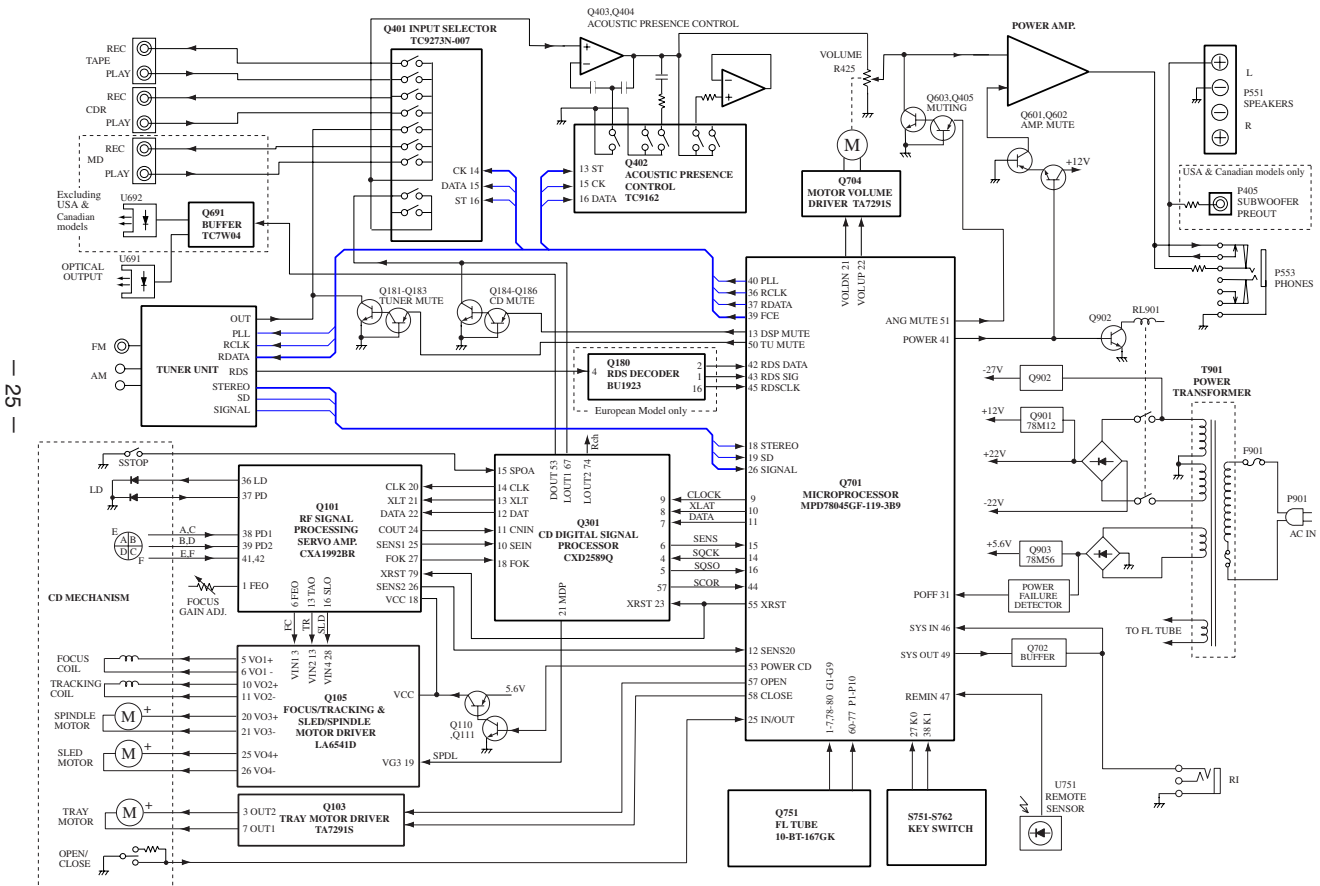 Q403,Q404
ACOUSTIC PRESENCE CONTROL
Q401 INPUT SELECTOR
TC9273N-007
POWER AMP.
REC
TAPE
PLAY
REC
CDR
PLAY
REC
MD
PLAY
Excluding
USA &
Canadian
models
U692
Q691
BUFFER
TC7W04
U691
OPTICAL
OUTPUT
CK 14
DATA 15
ST 16
13 ST
15 CK
16 DATA
Q402
ACOUSTIC PRESENCE
CONTROL
TC9162
VOLUME
R425
M
Q704
MOTOR VOLUME
DRIVER TA7291S
Q603,Q405
MUTING
Q601,Q602
AMP. MUTE
+12V
L
P551
SPEAKERS
R
USA & Canadian models only
P405
SUBWOOFER
PREOUT
P553
PHONES
Q181-Q183
TUNER MUTE
Q184-Q186
CD MUTE
FM
AM
TUNER UNIT
OUT
PLL
RCLK
RDATA
RDS
STEREO
SD
SIGNAL
4
Q180
RDS DECODER
BU1923
2
1
16
European Model only
VOLDN 21
VOLUP 22
40 PLL
36 RCLK
37 RDATA
39 FCE
13 DSP MUTE
50 TU MUTE
42 RDS DATA
43 RDS SIG
45 RDSCLK
18 STEREO
19 SD
26 SIGNAL
ANG MUTE 51
POWER 41
Q701
MICROPROCESSOR
MPD78045GF-119-3B9
9
10
11
15
14
16
44
55 XRST
12 SENS20
53 POWER CD
57 OPEN
58 CLOSE
25 IN/OUT
POFF 31
SYS IN 46
SYS OUT 49
REMIN 47
1-7,78-80 G1-G9
60-77 P1-P10
27 K0
38 K1
Q902
RL901
-27V
Q902
+12V
Q901
78M12
+22V
-22V
+5.6V
Q903
78M56
POWER
FAILURE
DETECTOR
TO FL TUBE
Q702
BUFFER
T901
POWER
TRANSFORMER
F901
P901
AC IN
— 25 —
SSTOP
LD
E
A B
D C
F
A,C
B,D
E,F
FOCUS
GAIN ADJ.
CD MECHANISM
36 LD
37 PD
38 PD1
39 PD2
41,42
1 FEO
Q101
RF SIGNAL
PROCESSING
SERVO AMP.
CXA1992BR
CLK 20
XLT 21
DATA 22
COUT 24
SENS1 25
FOK 27
XRST 79
SENS2 26
VCC 18
6 FEO
13 TAO
16 SLO
FC
TR
SLD
15 SPOA
14 CLK
13 XLT
12 DAT
11 CNIN
10 SEIN
18 FOK
DOUT 53
LOUT1 67
LOUT2 74
Rch
Q301
CD DIGITAL SIGNAL
PROCESSOR
CXD2589Q
9
8
7
6
4
5
57
XRST 23
21 MDP
CLOCK
XLAT
DATA
SENS
SQCK
SQSO
SCOR
FOCUS
COIL
TRACKING
COIL
SPINDLE
MOTOR
M
+
SLED
MOTOR
M
+
TRAY
MOTOR
M
+
OPEN/
CLOSE
VIN1 3
VIN2 13
VIN4 28
5 VO1+
6 VO1 -
10 VO2+
11 VO2-
20 VO3+
21 VO3-
25 VO4+
26 VO4-
Q105
FOCUS/TRACKING &
SLED/SPINDLE
MOTOR DRIVER
LA6541D
VCC
VG3 19
SPDL
5.6V
Q110
,Q111
3 OUT2
7 OUT1
Q103
TRAY MOTOR DRIVER
TA7291S
Q751
FL TUBE
10-BT-167GK
S751-S762
KEY SWITCH
U751
REMOTE
SENSOR
RI